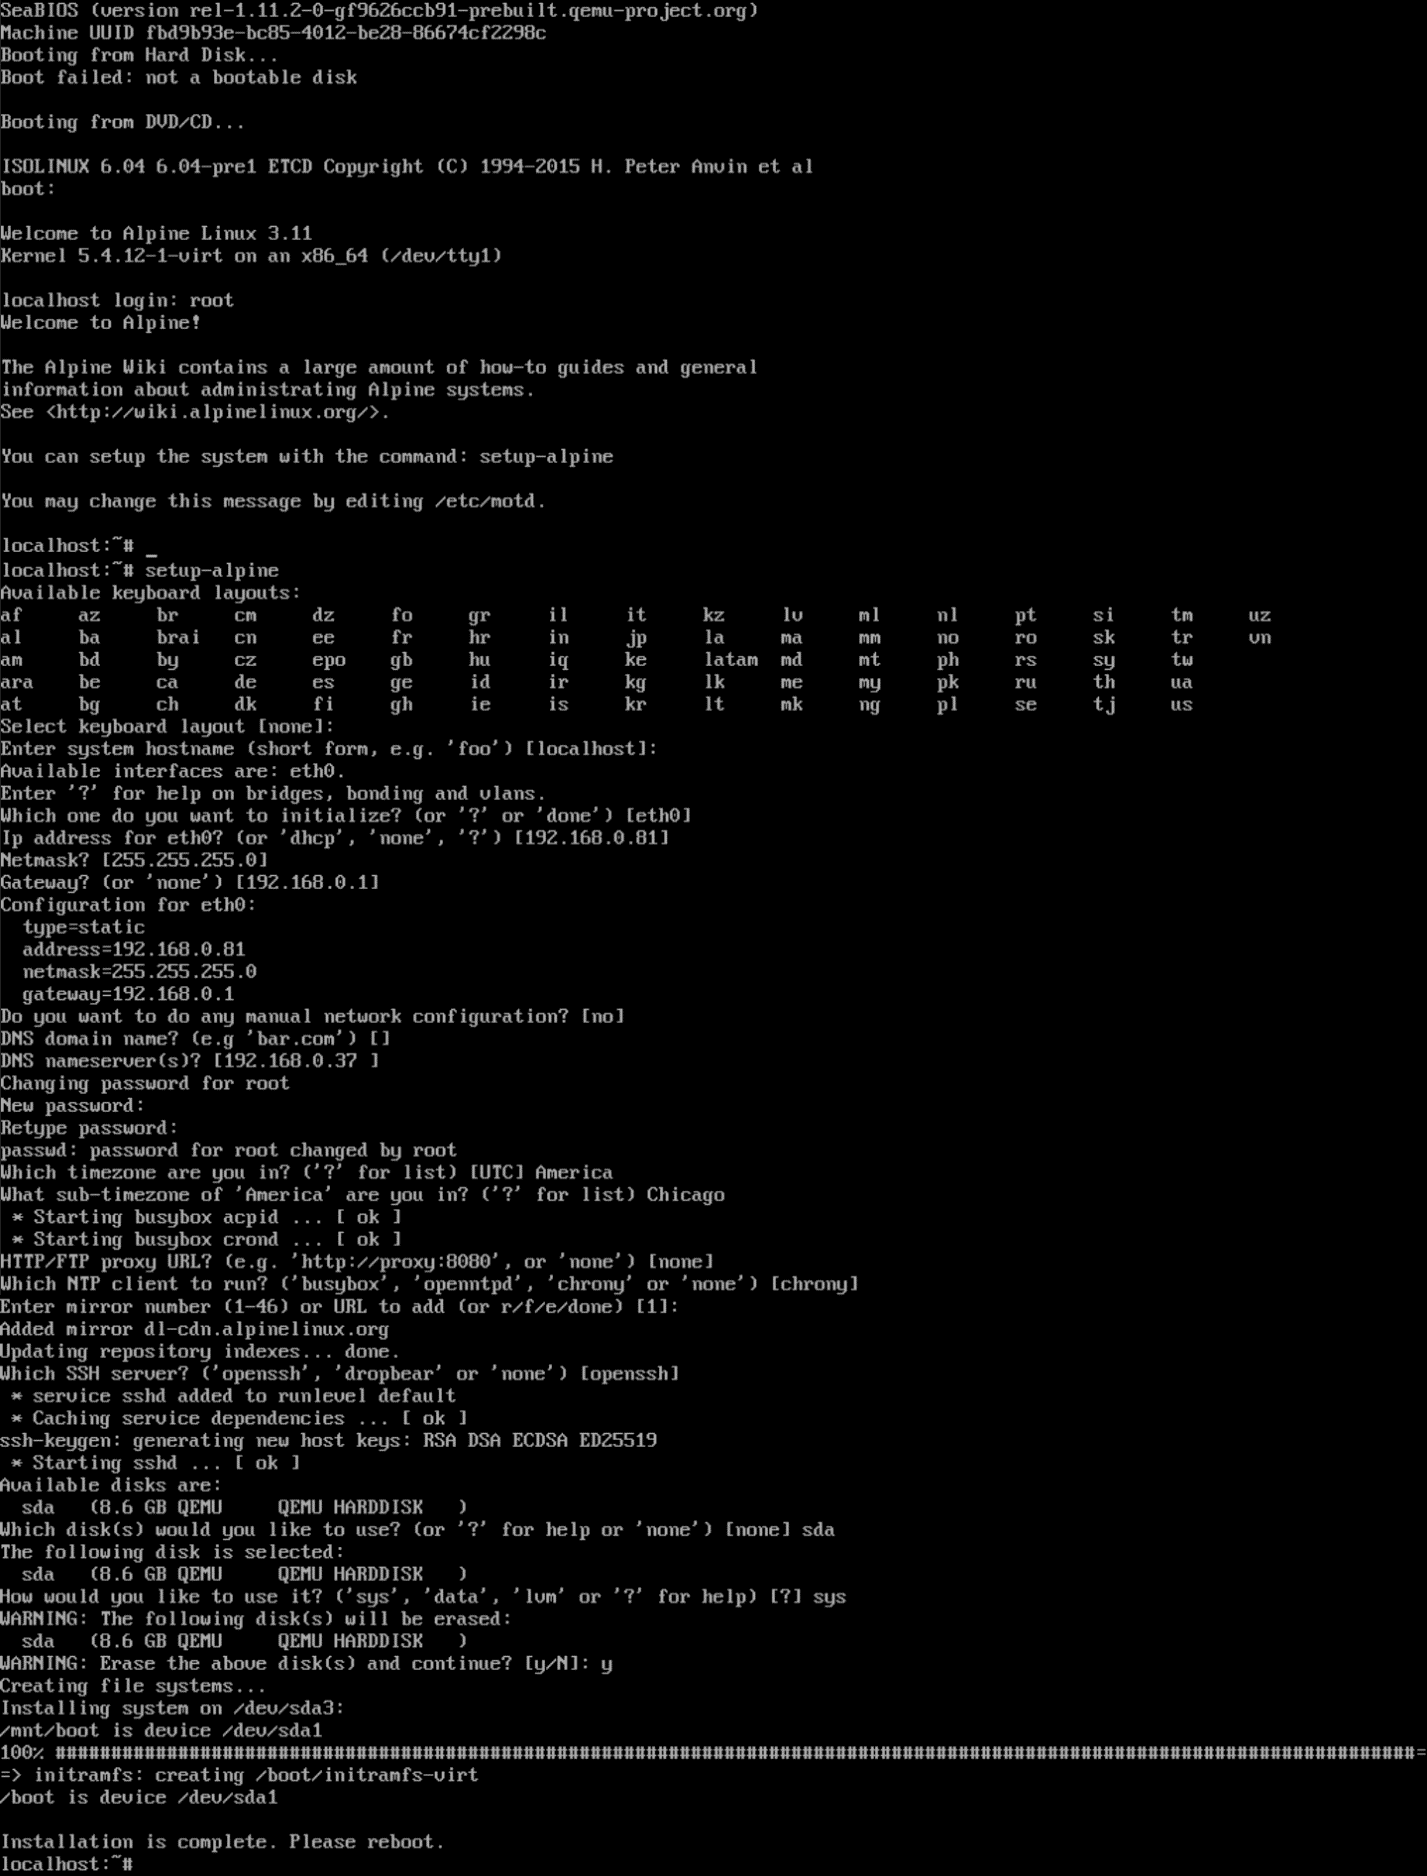 SeaBIOS (version rel-1.11.2-0-gf9626ccb91-prebuilt.qemu-project.org)
Machine UUID fbd9b93e-bc85-4012-be28-86674cf2298c
Booting from Hard Disk...
Boot failed: not a bootable disk
Booting from DVD/CD...
ISOLINUX 6.04 6.04-pre1 ETCD Copyright (C) 1994-2015 H. Peter Anvin et al
boot:
Welcome to Alpine Linux 3.11
Kernel 5.4.12-1-virt on an x86_64 (/dev/tty1)
localhost login: root
Welcome to Alpine!
The Alpine Wiki contains a large amount of how-to guides and general
information about administrating Alpine systems.
See <http://wiki.alpinelinux.org/>.
You can setup the system with the command: setup-alpine
You may change this message by editing /etc/motd.
localhost:~# _
localhost:~# setup-alpine
Available keyboard layouts:
af az br cm dz fo gr il it kz lv ml nl pt si tm uz
al ba brai cn ee fr hr in jp la ma mm no ro sk tr vn
am bd by cz epo gb hu iq ke latam md mt ph rs sy tw
ara be ca de es ge id ir kg lk me my pk ru th ua
at bg ch dk fi gh ie is kr lt mk ng pl se tj us
Select keyboard layout [none]:
Enter system hostname (short form, e.g. 'foo') [localhost]:
Available interfaces are: eth0.
Enter '?' for help on bridges, bonding and vlans.
Which one do you want to initialize? (or '?' or 'done') [eth0]
Ip address for eth0? (or 'dhcp', 'none', '?') [192.168.0.81]
Netmask? [255.255.255.0]
Gateway? (or 'none') [192.168.0.1]
Configuration for eth0:
  type=static
  address=192.168.0.81
  netmask=255.255.255.0
  gateway=192.168.0.1
Do you want to do any manual network configuration? [no]
DNS domain name? (e.g 'bar.com') []
DNS nameserver(s)? [192.168.0.37 ]
Changing password for root
New password:
Retype password:
passwd: password for root changed by root
Which timezone are you in? ('?' for list) [UTC] America
What sub-timezone of 'America' are you in? ('?' for list) Chicago
 * Starting busybox acpid ... [ ok ]
 * Starting busybox crond ... [ ok ]
HTTP/FTP proxy URL? (e.g. 'http://proxy:8080', or 'none') [none]
Which NTP client to run? ('busybox', 'openntpd', 'chrony' or 'none') [chrony]
Enter mirror number (1-46) or URL to add (or r/f/e/done) [1]:
Added mirror dl-cdn.alpinelinux.org
Updating repository indexes... done.
Which SSH server? ('openssh', 'dropbear' or 'none') [openssh]
 * service sshd added to runlevel default
 * Caching service dependencies ... [ ok ]
ssh-keygen: generating new host keys: RSA DSA ECDSA ED25519
 * Starting sshd ... [ ok ]
Available disks are:
  sda   (8.6 GB QEMU     QEMU HARDDISK   )
Which disk(s) would you like to use? (or '?' for help or 'none') [none] sda
The following disk is selected:
  sda   (8.6 GB QEMU     QEMU HARDDISK   )
How would you like to use it? ('sys', 'data', 'lvm' or '?' for help) [?] sys
WARNING: The following disk(s) will be erased:
  sda   (8.6 GB QEMU     QEMU HARDDISK   )
WARNING: Erase the above disk(s) and continue? [y/N]: y
Creating file systems...
Installing system on /dev/sda3:
/mnt/boot is device /dev/sda1
100% ##########################################################################################################################=
=> initramfs: creating /boot/initramfs-virt
/boot is device /dev/sda1
Installation is complete. Please reboot.
localhost:~#